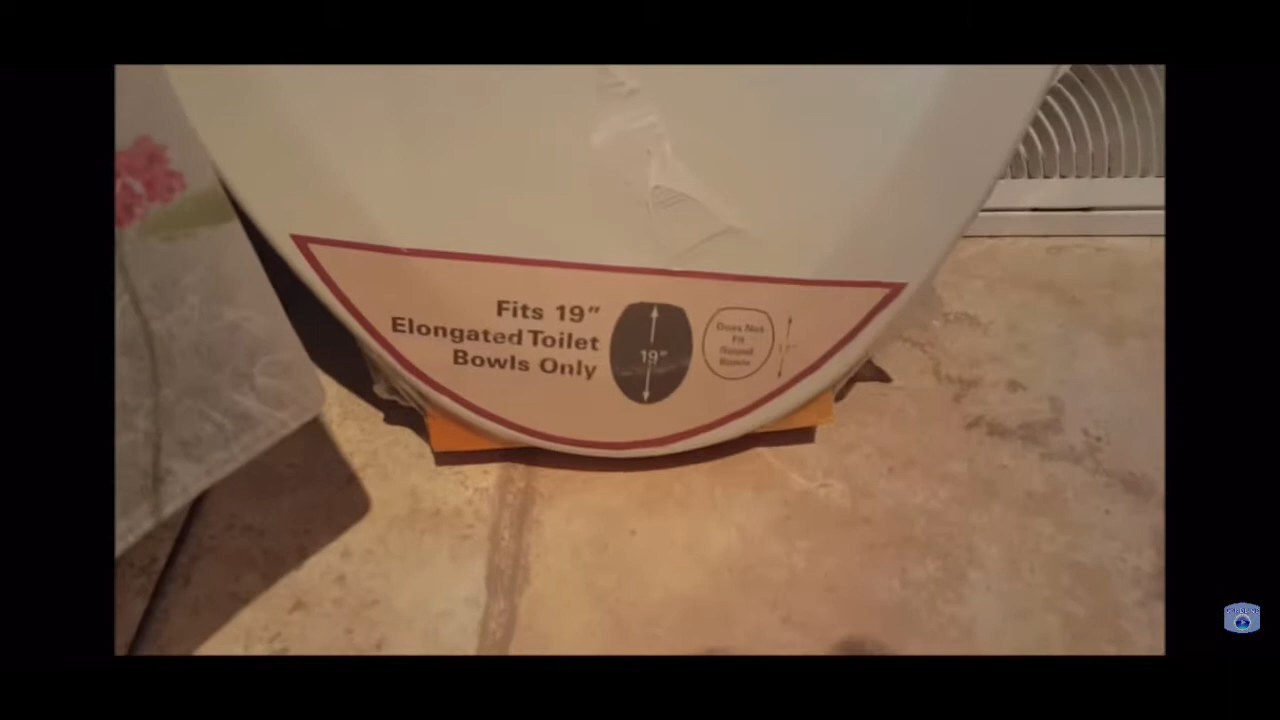 Fits 19"
Elongated Toilet
Bowls Only
19"
Does Not
Fit
Round
Bowls